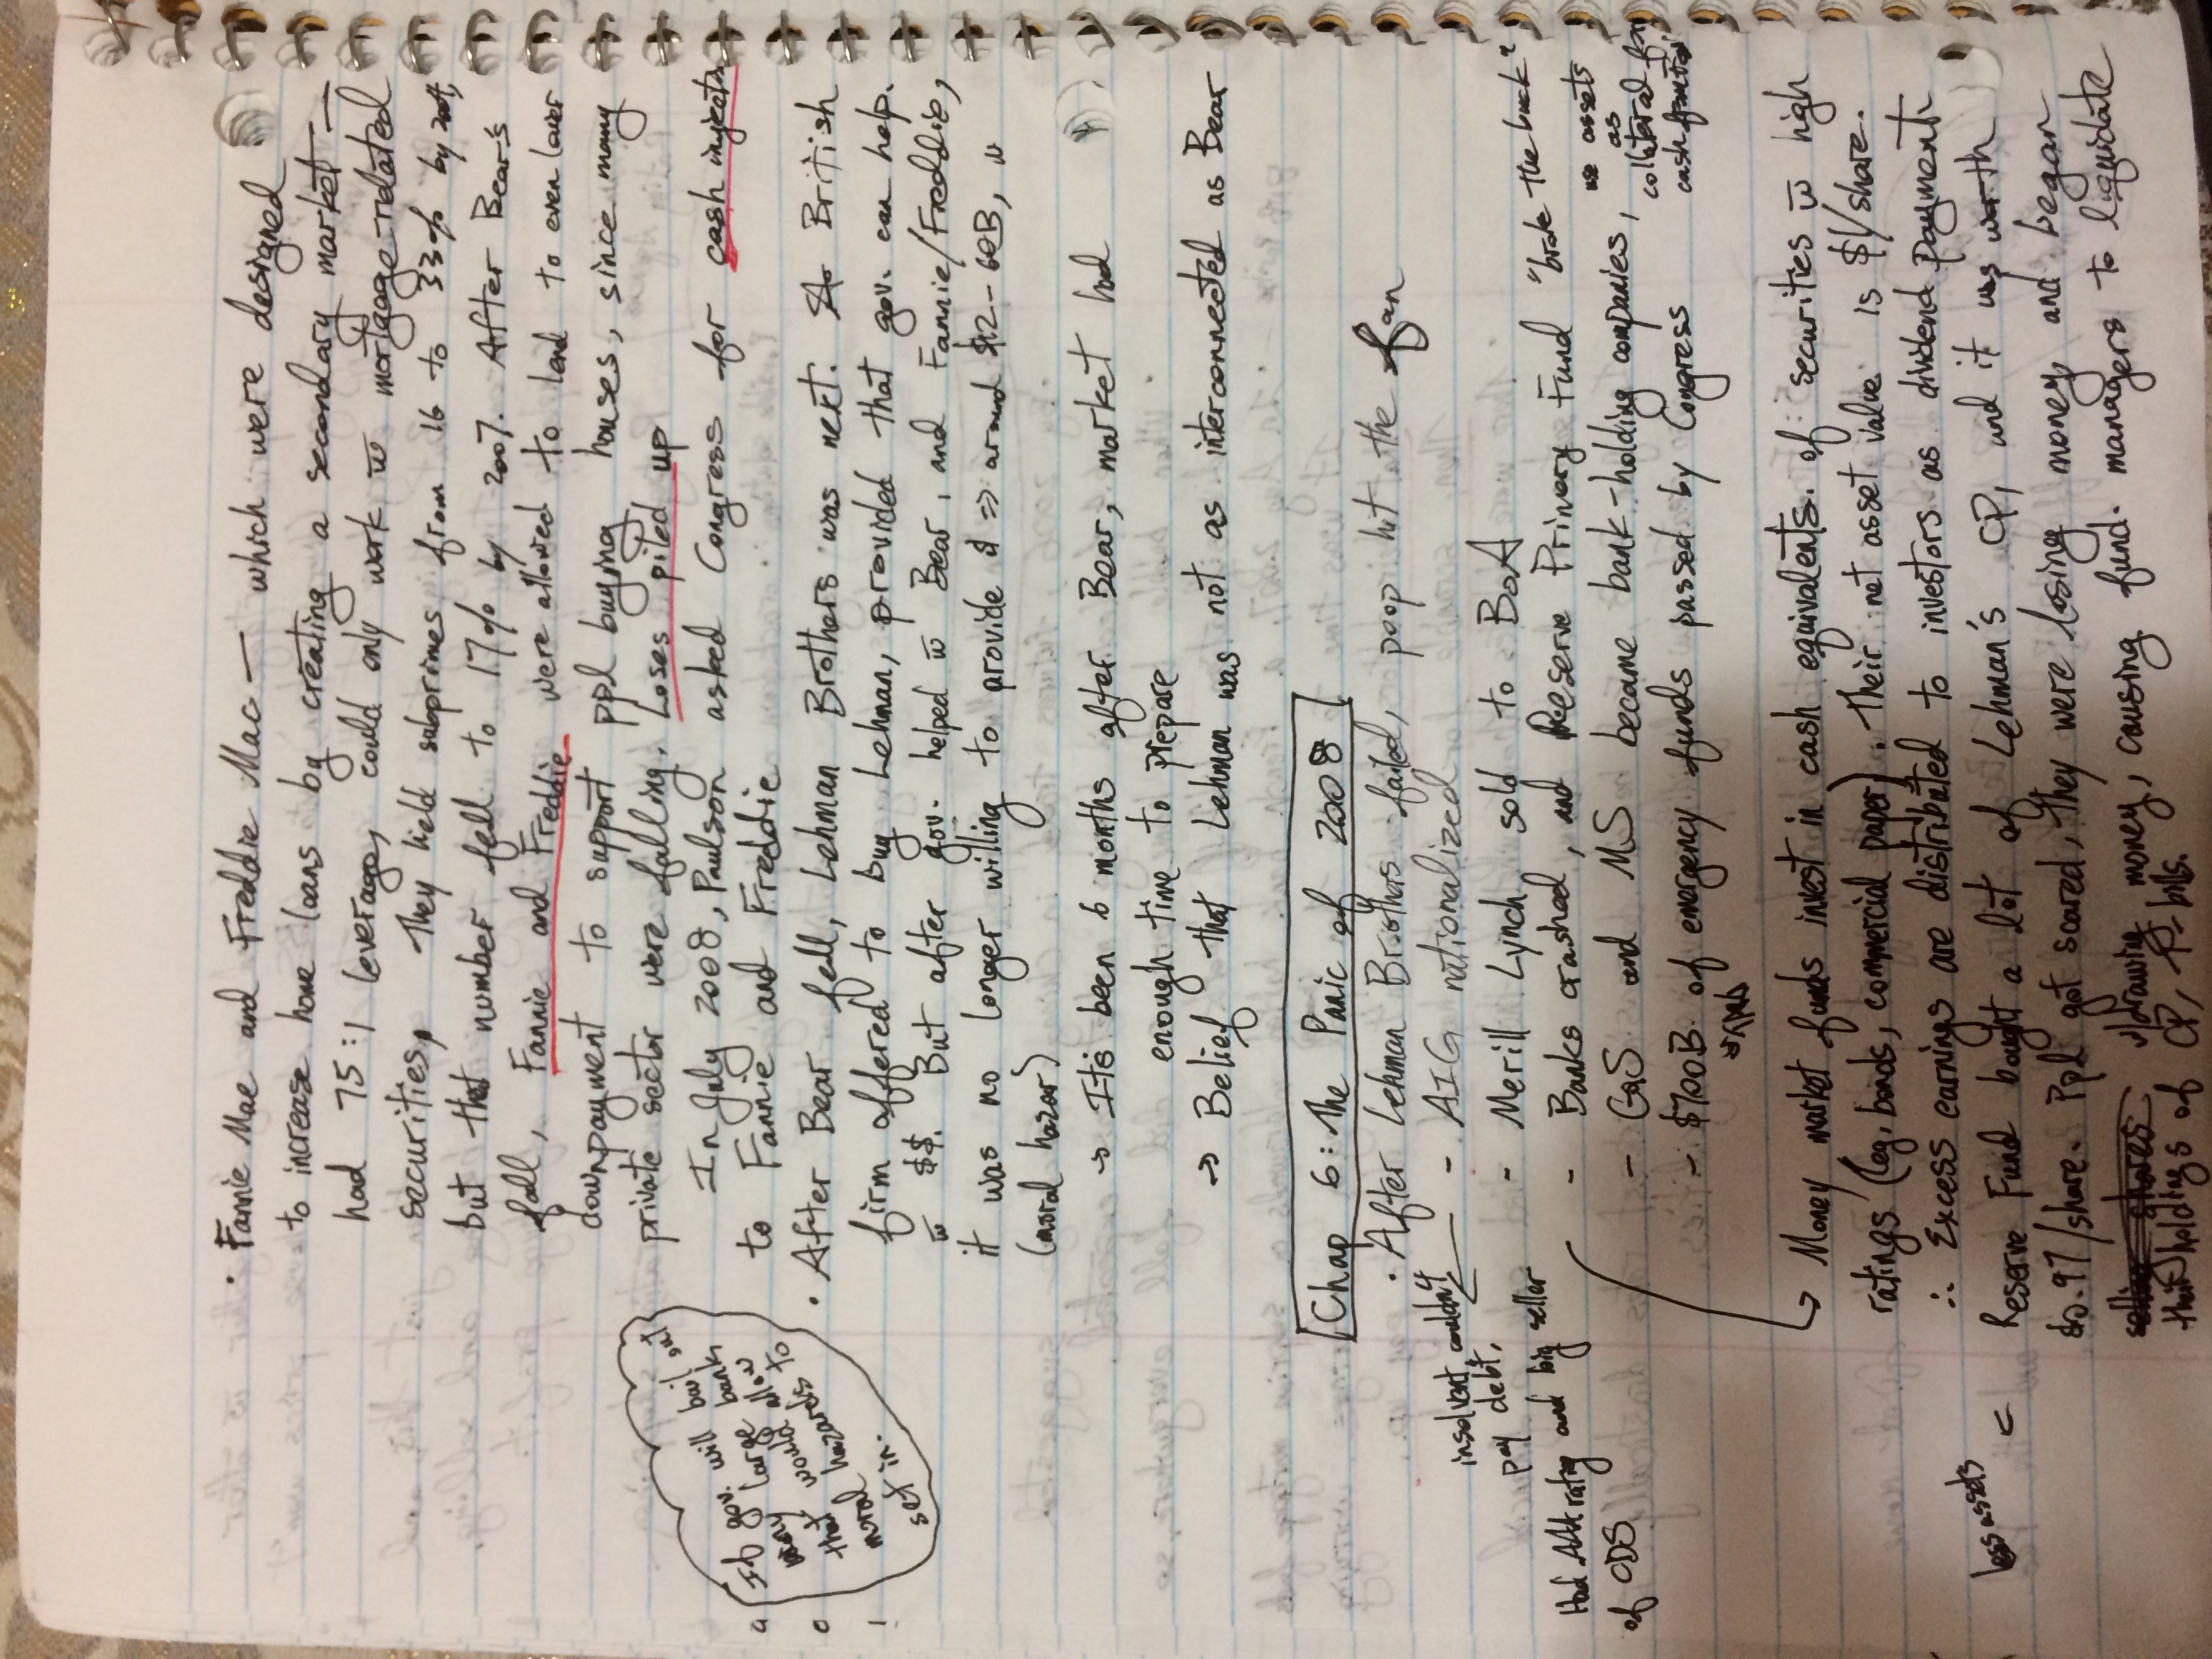 • Fannie Mae and Freddie Mac — which were designed
to increase home loans by creating a secondary market —
had 75:1 leverage, could only work w̄ mortgage-related
securities, They held subprimes from 16 to 33% by
but that number fell to 17% by 2007. After Bear's
fall, Fannie and Freddie were allowed to lend to even lower
downpayment to support ppl buying houses, since many
private sector were falling. Loses piled up
In July 2008, Paulson asked Congress for cash injection
to Fannie and Freddie
If gov. will bail out
many large bank,
that would allow
moral hazards to
set in.
• After Bear fell, Lehman Brothers was next. A British
firm offered to buy Lehman, provided that gov. can help.
w̄ $$. But after gov. helped w̄ Bear, and Fannie/Freddie,
it was no longer willing to provide $ => around $12-60B,
(moral hazar)
→ It's been 6 months after Bear, market had
enough time to prepare
→ Belief that Lehman was not as interconnected as Bear
Chap 6: The Panic of 2008
• After Lehman Brothers failed, poop hit the fan
- AIG nationalized
insolvent, couldn't
pay debt,
Had AAA rating and big seller
of CDS
- Merill Lynch sold to BoA
- Banks crashed, and Reserve Primary Fund "broke the buck"
- G&S and MS became bank-holding companies,
use assets
as
collateral for
cash from
- $700B of emergency funds passed by Congress
→ Money market funds invest in cash equivalents. of securities w̄ high
ratings (eg. bonds, commercial paper). Their net asset value is $1/share.
∴ Excess earnings are distributed to investors as dividend payment.
less assets <= Reserve Fund bought a lot of Lehman's CP, and it was worth
$0.97/share. Ppl got scared, they were losing money, and began
selling shares w/drawing money, causing fund. managers to liquidate
their holdings of CP, T-bills.